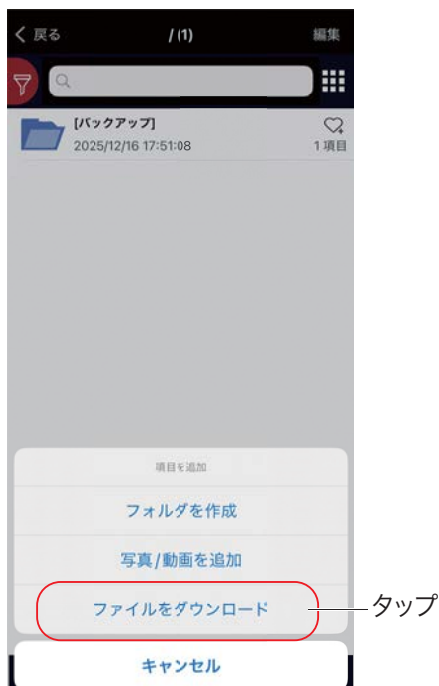 戻る
/ (1)
編集
[バックアップ]
2025/12/16 17:51:08
1 項目
項目を追加
フォルダを作成
写真/動画を追加
ファイルをダウンロード
タップ
キャンセル